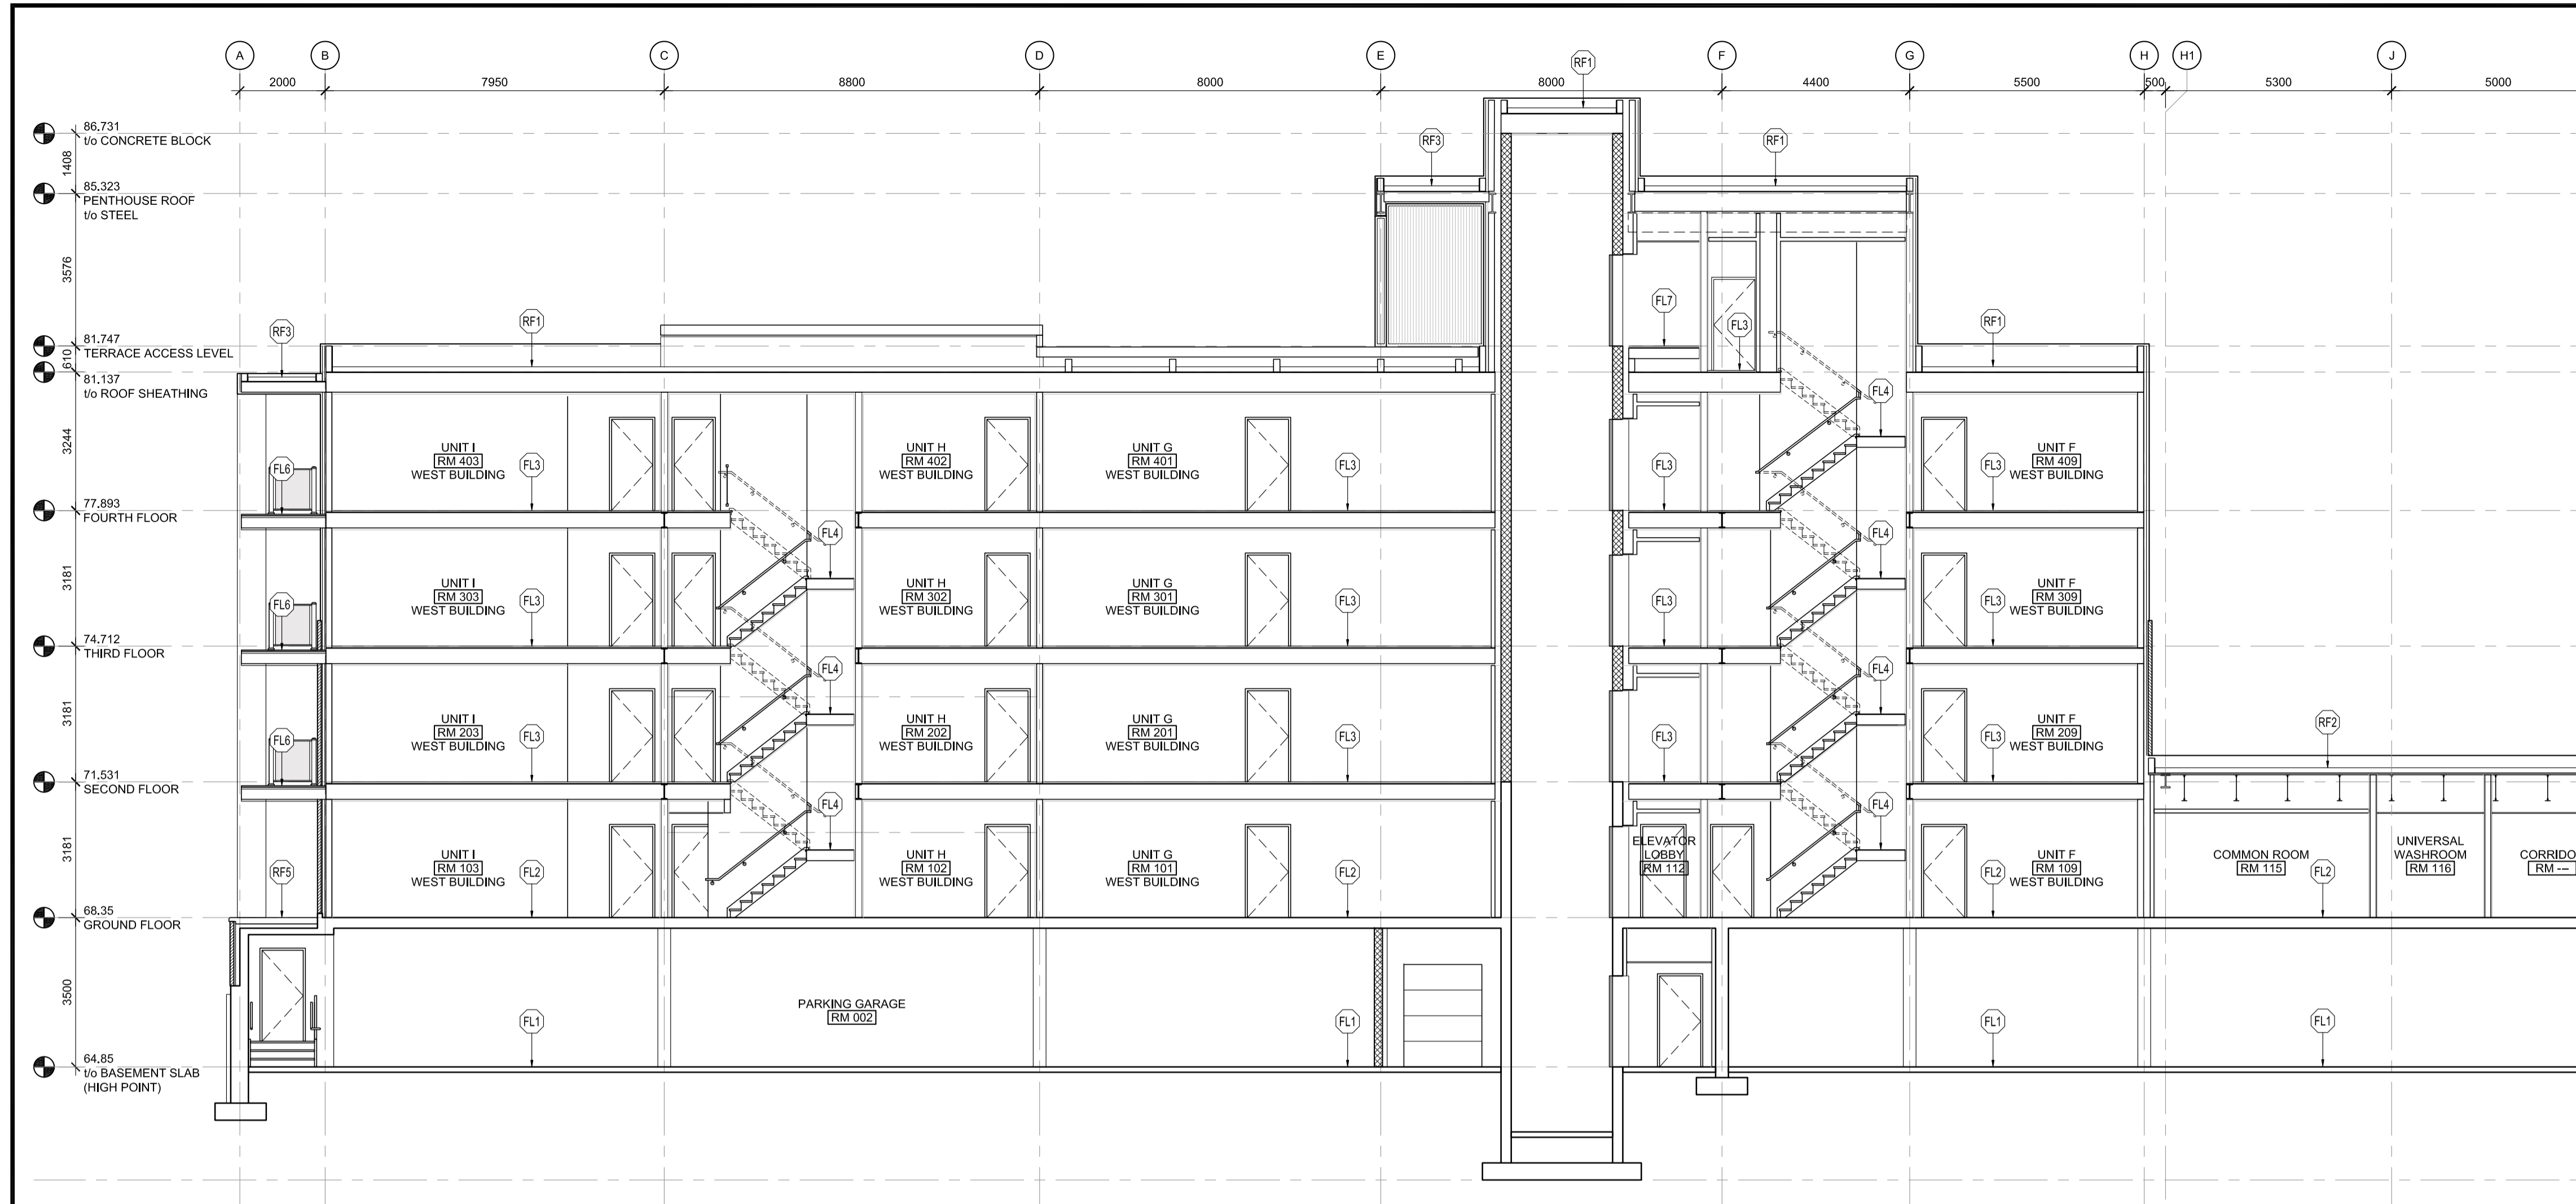 A B C D E F G H H1 J
2000 7950 8800 8000 8000 4400 5500 500 5300 5000
RF1
86.731
t/o CONCRETE BLOCK
1408
RF3 RF1
85.323
PENTHOUSE ROOF
t/o STEEL
3576
FL7
RF3 RF1 FL3 RF1
81.747
TERRACE ACCESS LEVEL
610
81.137
t/o ROOF SHEATHING
3244
FL4
UNIT I UNIT H UNIT G UNIT F
RM 403 RM 402 RM 401 RM 409
WEST BUILDING WEST BUILDING WEST BUILDING WEST BUILDING
FL6 FL3 FL3 FL3 FL3
77.893
FOURTH FLOOR
3181
FL4 FL4
UNIT I UNIT H UNIT G UNIT F
RM 303 RM 302 RM 301 RM 309
WEST BUILDING WEST BUILDING WEST BUILDING WEST BUILDING
FL6 FL3 FL3 FL3 FL3
74.712
THIRD FLOOR
3181
FL4 FL4
UNIT I UNIT H UNIT G UNIT F
RM 203 RM 202 RM 201 RM 209
WEST BUILDING WEST BUILDING WEST BUILDING WEST BUILDING
FL6 FL3 FL3 FL3 FL3 RF2
71.531
SECOND FLOOR
3181
FL4 FL4
UNIT I UNIT H UNIT G
RM 103 RM 102 RM 101
WEST BUILDING WEST BUILDING WEST BUILDING
ELEVATOR
LOBBY
RM 112
UNIT F
RM 109
WEST BUILDING
COMMON ROOM
RM 115
UNIVERSAL
WASHROOM
RM 116
CORRIDO
RM --
RF5 FL2 FL2 FL2 FL2
68.35
GROUND FLOOR
3500
PARKING GARAGE
RM 002
FL1 FL1 FL1 FL1
64.85
t/o BASEMENT SLAB
(HIGH POINT)